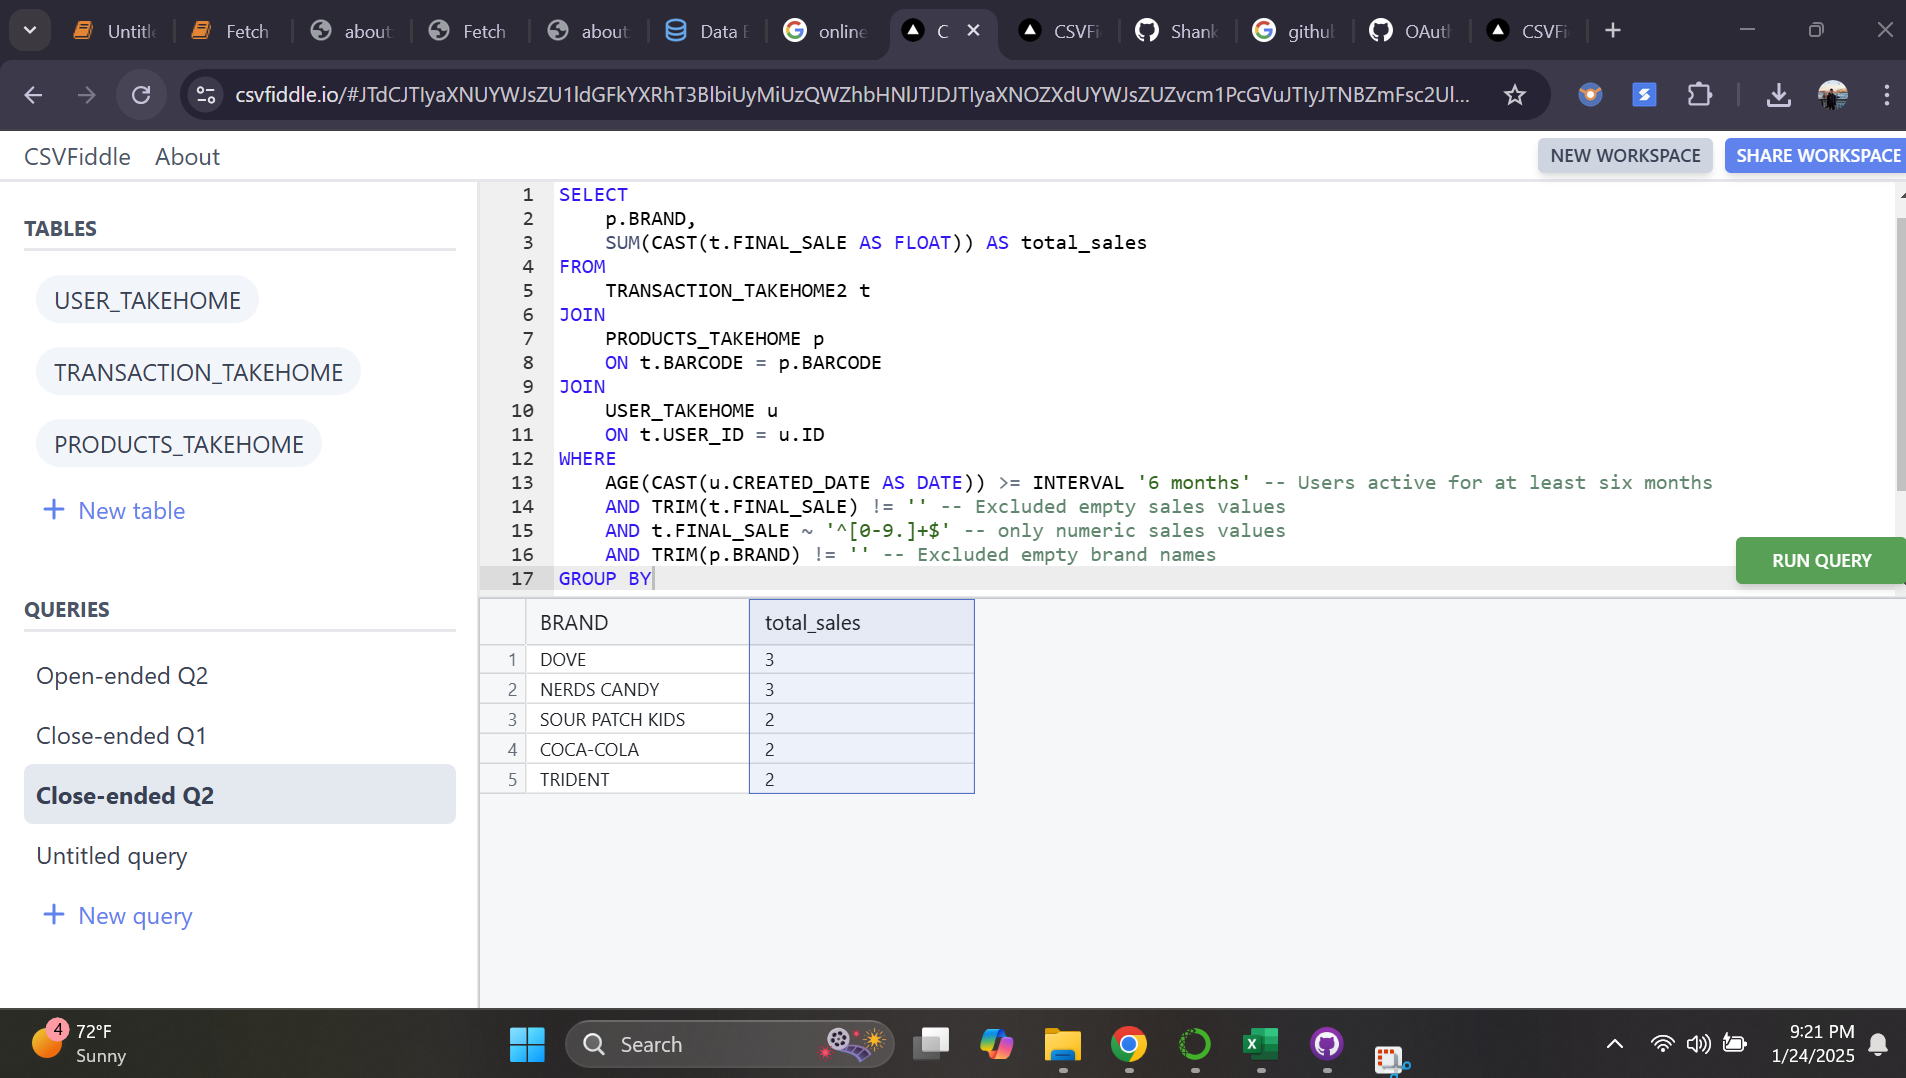 Untitle
Fetch
about
Fetch
about
Data
online
C
CSVFi
Shank
githu
OAut
CSVFi
csvfiddle.io/#JTdCJTIyaXNUYWJsZU1ldGFkYXRhT3BlbiUyMiUzQWZhbHNlJTJDJTIyaXNOZXdUYWJsZUZvcm1PcGVuJTIyJTNBZmFsc2Ul...
CSVFiddle
About
NEW WORKSPACE
SHARE WORKSPACE
TABLES
USER_TAKEHOME
TRANSACTION_TAKEHOME
PRODUCTS_TAKEHOME
+ New table
QUERIES
Open-ended Q2
Close-ended Q1
Close-ended Q2
Untitled query
+ New query
1 SELECT
2 p.BRAND,
3 SUM(CAST(t.FINAL_SALE AS FLOAT)) AS total_sales
4 FROM
5 TRANSACTION_TAKEHOME2 t
6 JOIN
7 PRODUCTS_TAKEHOME p
8 ON t.BARCODE = p.BARCODE
9 JOIN
10 USER_TAKEHOME u
11 ON t.USER_ID = u.ID
12 WHERE
13 AGE(CAST(u.CREATED_DATE AS DATE)) >= INTERVAL '6 months' -- Users active for at least six months
14 AND TRIM(t.FINAL_SALE) != '' -- Excluded empty sales values
15 AND t.FINAL_SALE ~ '^[0-9.]+$' -- only numeric sales values
16 AND TRIM(p.BRAND) != '' -- Excluded empty brand names
17 GROUP BY
RUN QUERY
BRAND total_sales
1 DOVE 3
2 NERDS CANDY 3
3 SOUR PATCH KIDS 2
4 COCA-COLA 2
5 TRIDENT 2
4
72°F
Sunny
Search
9:21 PM
1/24/2025